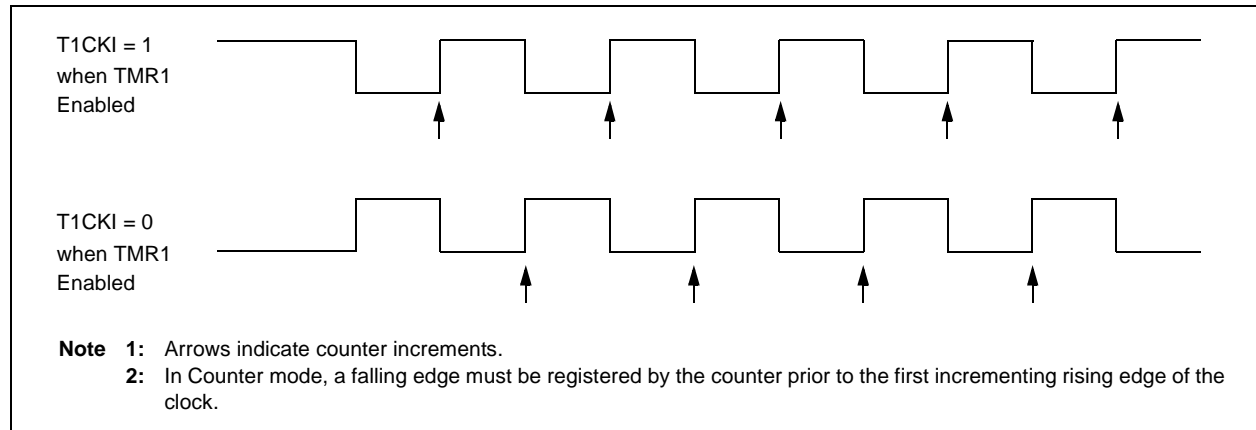 T1CKI = 1
when TMR1
Enabled
T1CKI = 0
when TMR1
Enabled
Note 1: Arrows indicate counter increments.
2: In Counter mode, a falling edge must be registered by the counter prior to the first incrementing rising edge of the
clock.